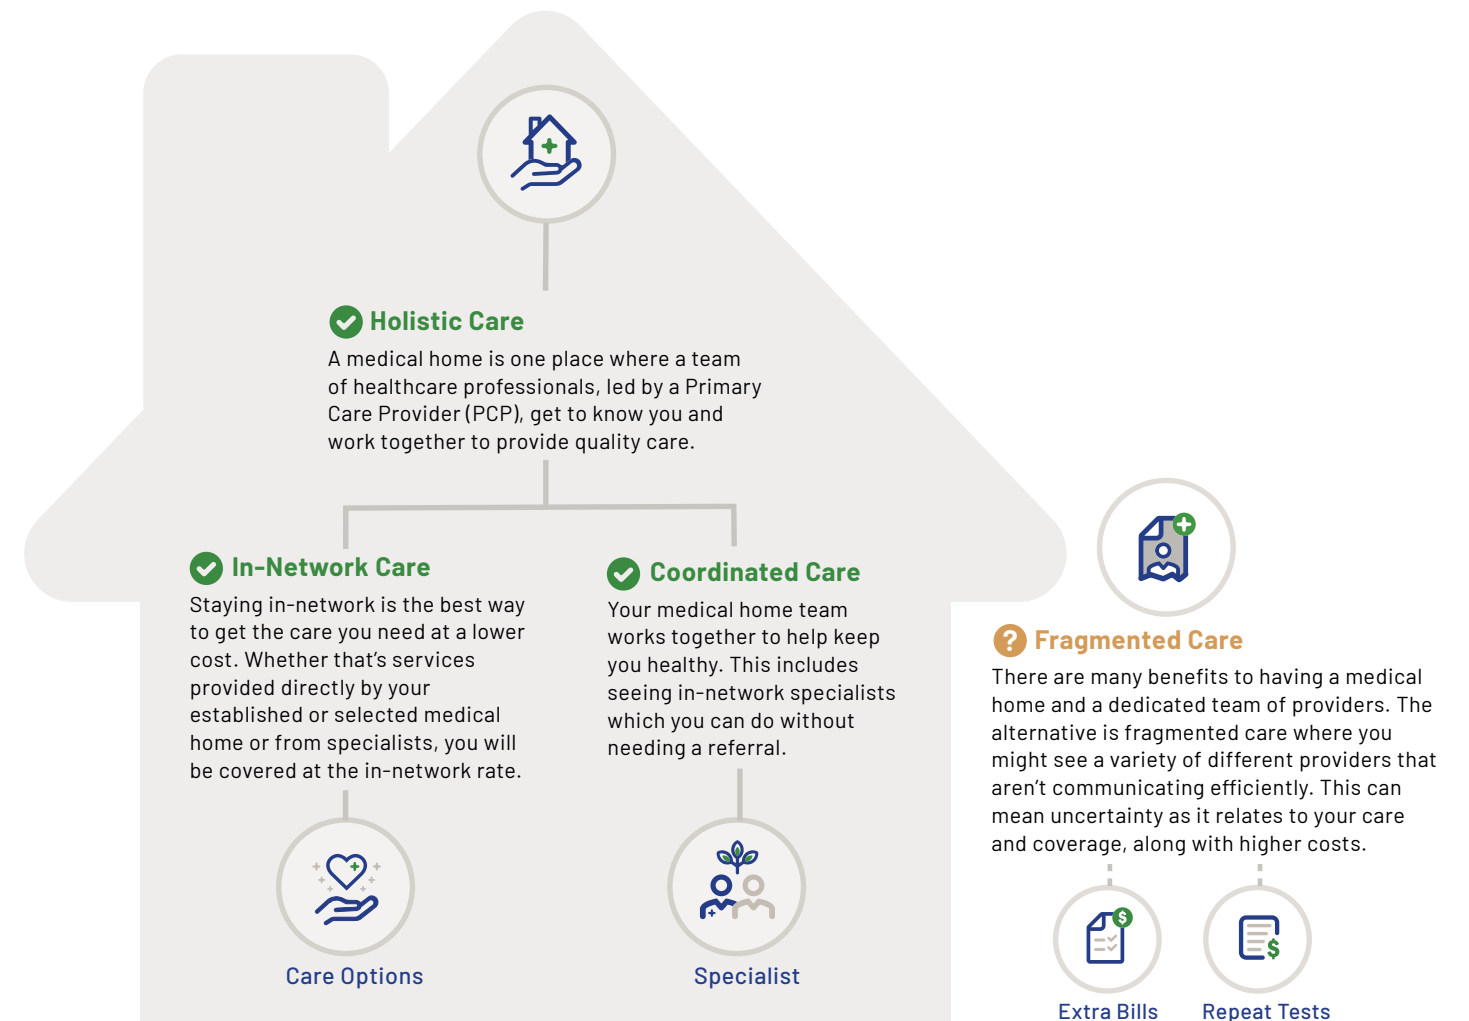 Holistic Care
A medical home is one place where a team
of healthcare professionals, led by a Primary
Care Provider (PCP), get to know you and
work together to provide quality care.
In-Network Care
Staying in-network is the best way
to get the care you need at a lower
cost. Whether that’s services
provided directly by your
established or selected medical
home or from specialists, you will
be covered at the in-network rate.
Care Options
Coordinated Care
Your medical home team
works together to help keep
you healthy. This includes
seeing in-network specialists
which you can do without
needing a referral.
Specialist
Fragmented Care
There are many benefits to having a medical
home and a dedicated team of providers. The
alternative is fragmented care where you
might see a variety of different providers that
aren’t communicating efficiently. This can
mean uncertainty as it relates to your care
and coverage, along with higher costs.
Extra Bills
Repeat Tests